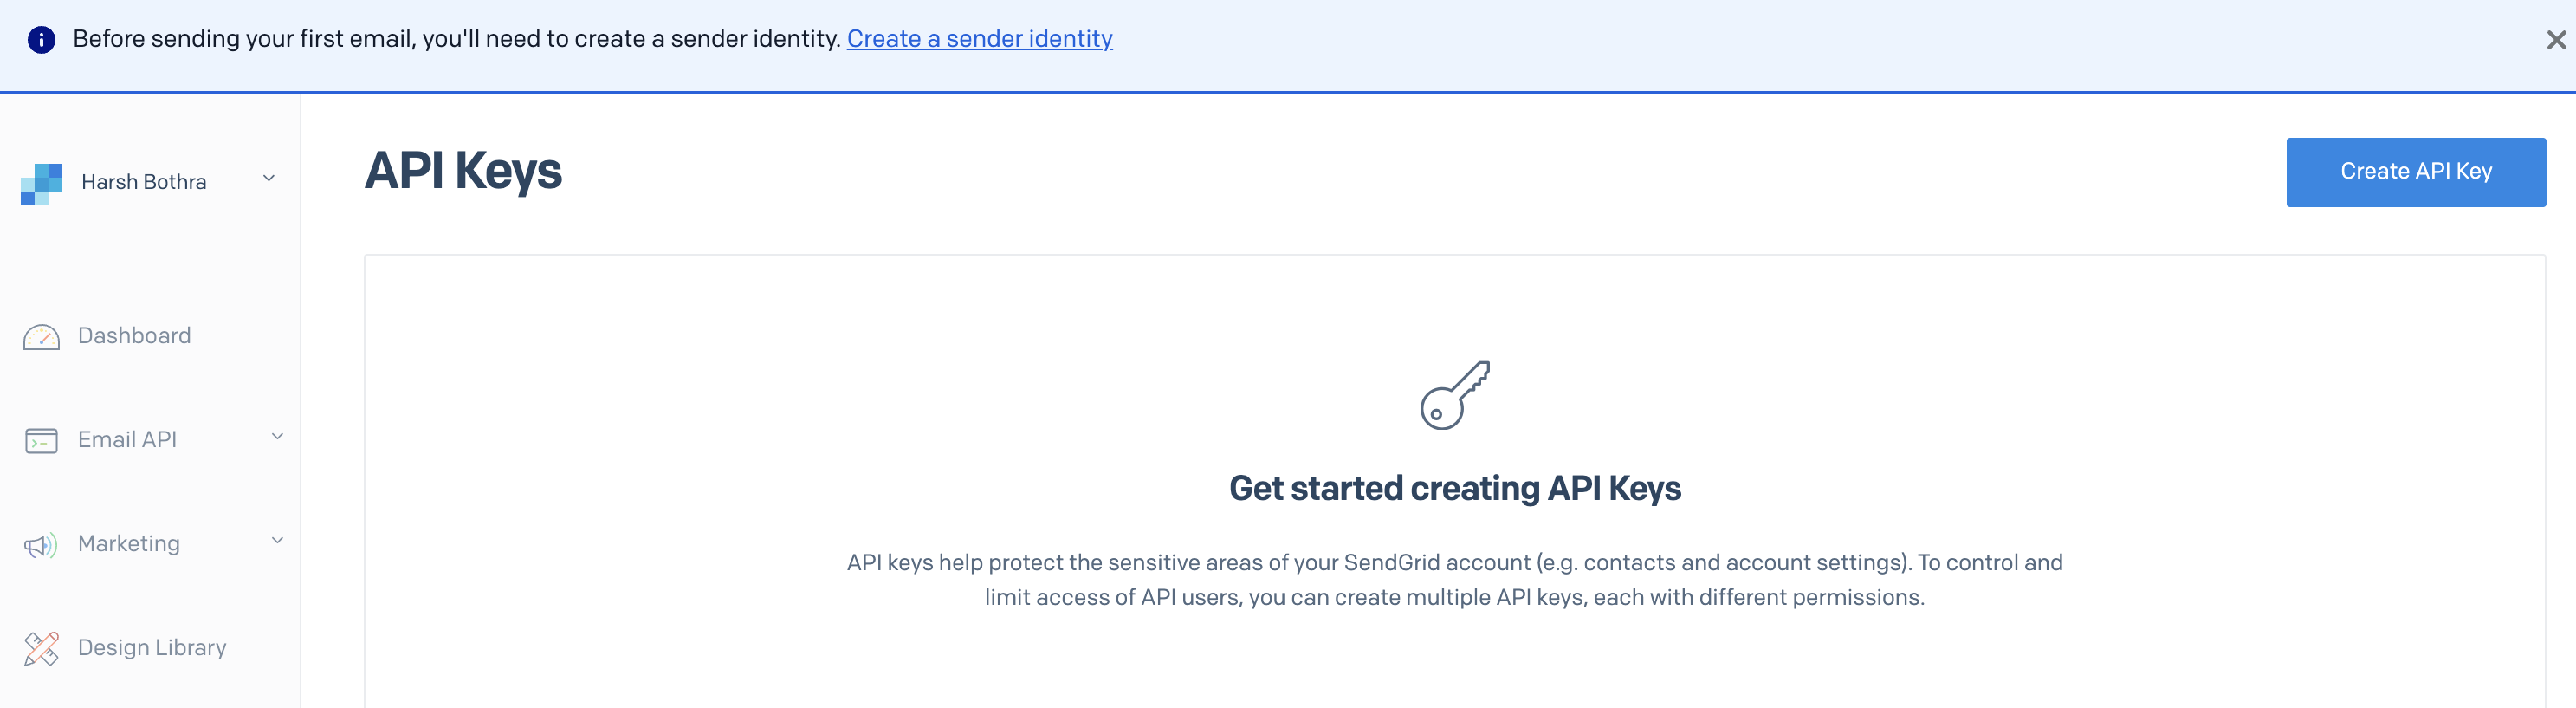 Before sending your first email, you'll need to create a sender identity. Create a sender identity
Harsh Bothra
API Keys
Create API Key
Dashboard
Email API
Marketing
Design Library
Get started creating API Keys
API keys help protect the sensitive areas of your SendGrid account (e.g. contacts and account settings). To control and
limit access of API users, you can create multiple API keys, each with different permissions.